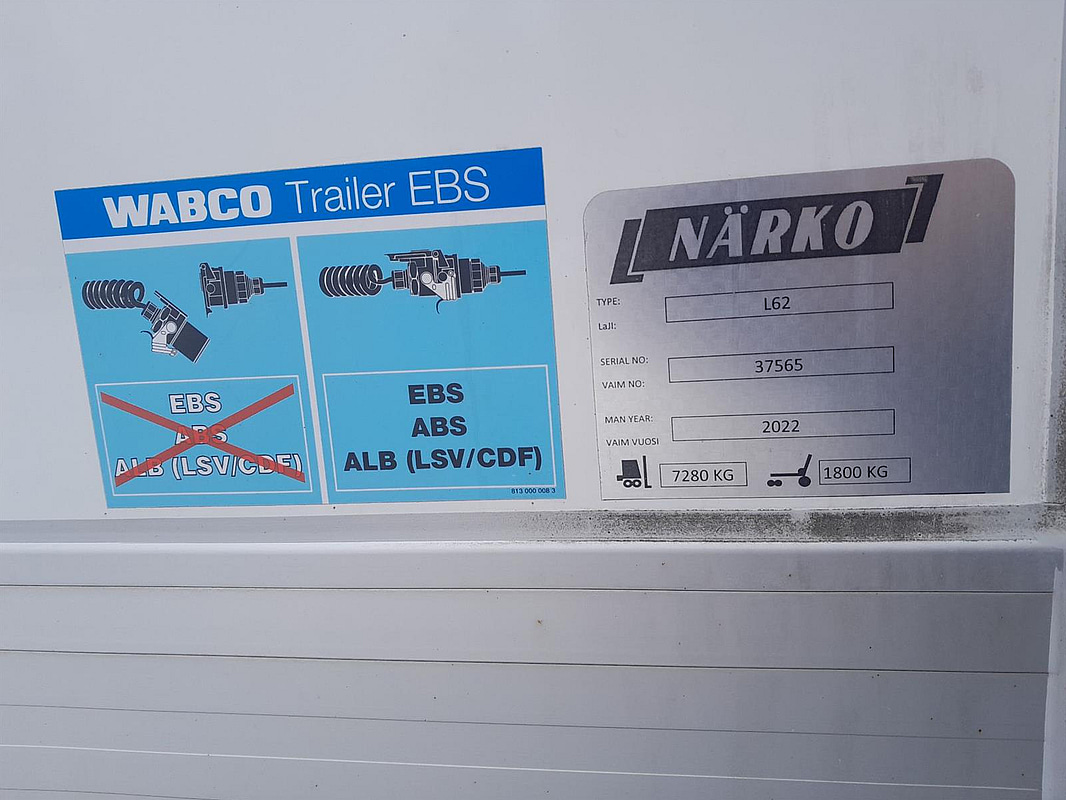 WABCO Trailer EBS
EBS
ABS
ALB (LSV/CDF)
EBS
ABS
ALB (LSV/CDF)
813 000 008 3
NÄRKO
TYPE: L62
LaJI:
SERIAL NO: 37565
VAIM NO:
MAN YEAR: 2022
VAIM VUOSI
7280 KG 1800 KG